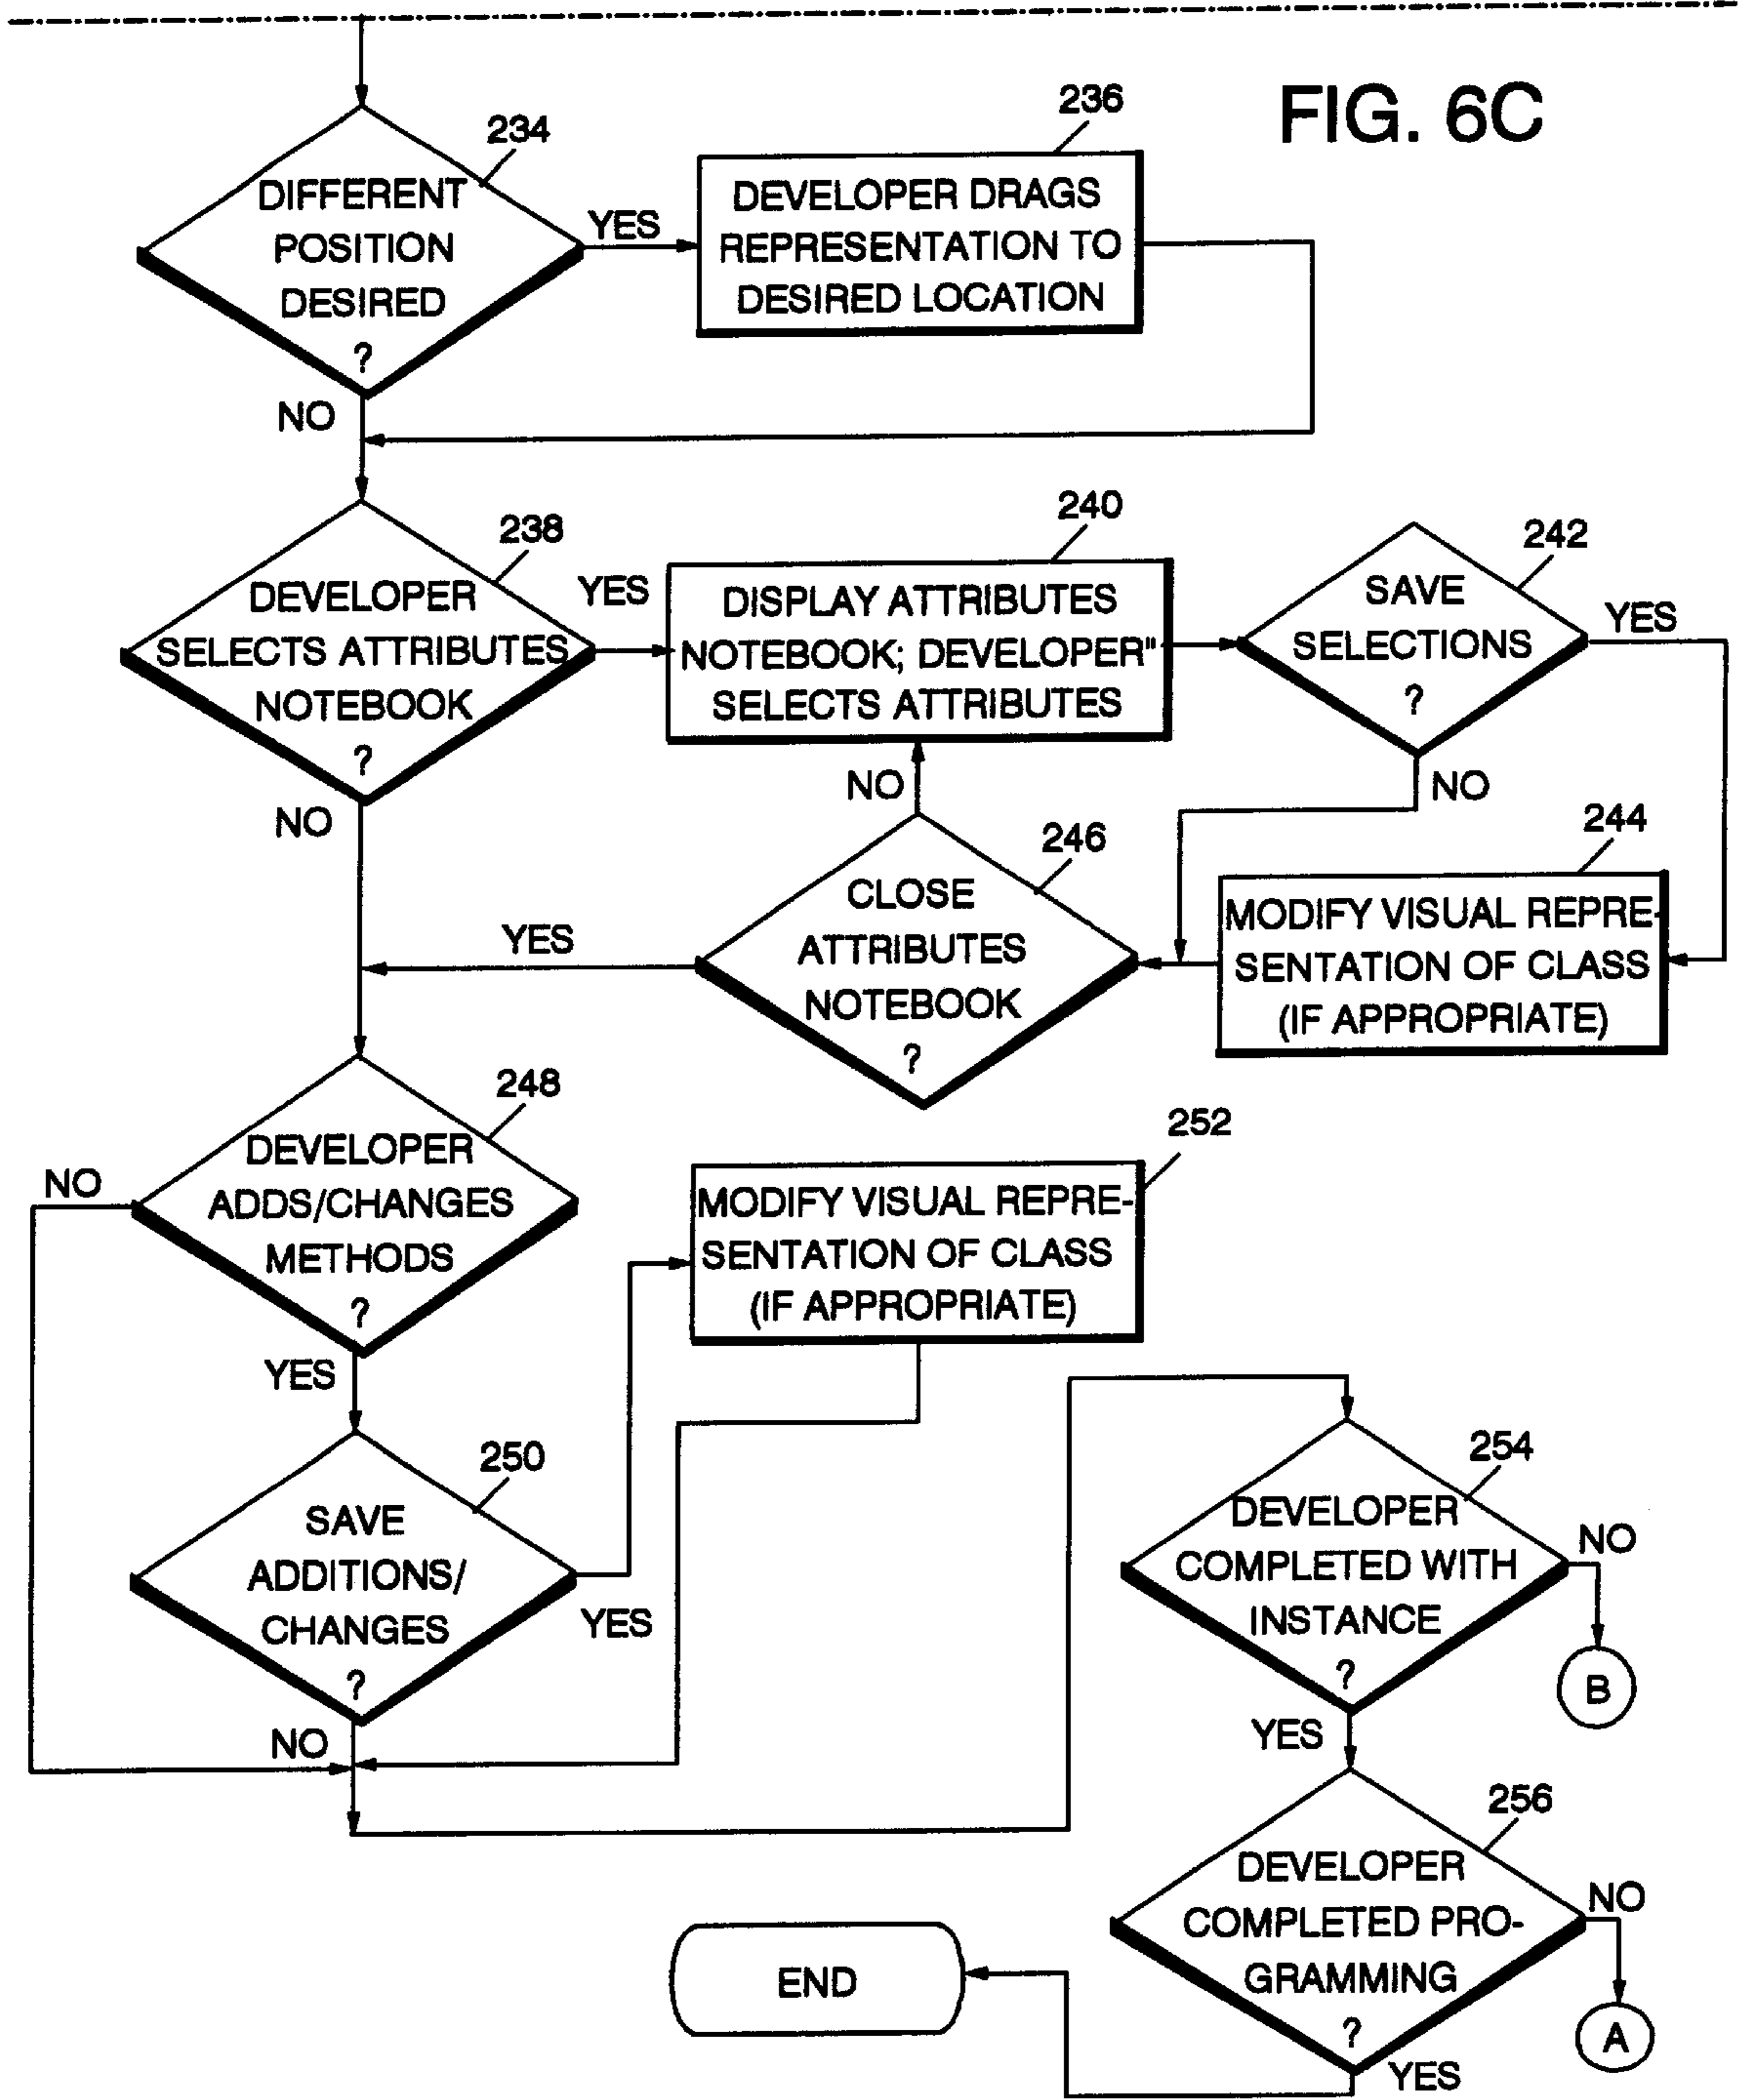 FIG. 6C
234
DIFFERENT
POSITION
DESIRED
?
YES
NO
236
DEVELOPER DRAGS
REPRESENTATION TO
DESIRED LOCATION
238
DEVELOPER
SELECTS ATTRIBUTES
NOTEBOOK
?
YES
NO
240
DISPLAY ATTRIBUTES
NOTEBOOK; DEVELOPER"
SELECTS ATTRIBUTES
242
SAVE
SELECTIONS
?
YES
NO
244
MODIFY VISUAL REPRE-
SENTATION OF CLASS
(IF APPROPRIATE)
246
CLOSE
ATTRIBUTES
NOTEBOOK
?
NO
YES
248
DEVELOPER
ADDS/CHANGES
METHODS
?
NO
YES
250
SAVE
ADDITIONS/
CHANGES
?
YES
NO
252
MODIFY VISUAL REPRE-
SENTATION OF CLASS
(IF APPROPRIATE)
254
DEVELOPER
COMPLETED WITH
INSTANCE
?
NO
B
YES
256
DEVELOPER
COMPLETED PRO-
GRAMMING
?
NO
A
YES
END